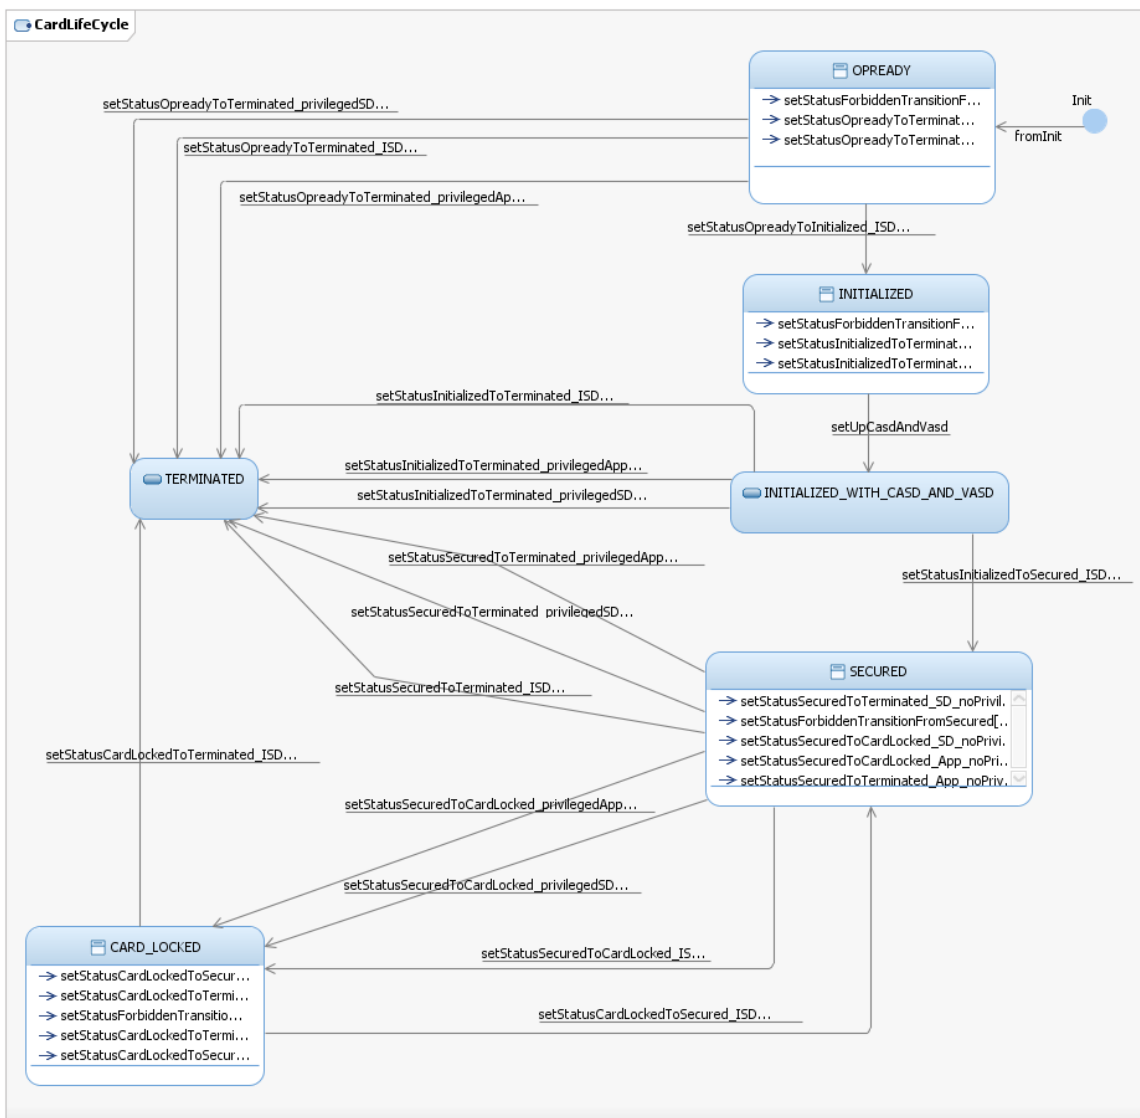 CardLifeCycle
OPREADY
setStatusForbiddenTransitionF...
setStatusOpreadyToTerminat...
setStatusOpreadyToTerminat...
Init
fromInit
setStatusOpreadyToTerminated_privilegedSD...
setStatusOpreadyToTerminated_ISD...
setStatusOpreadyToTerminated_privilegedAp...
setStatusOpreadyToInitialized_ISD...
INITIALIZED
setStatusForbiddenTransitionF...
setStatusInitializedToTerminat...
setStatusInitializedToTerminat...
setStatusInitializedToTerminated_ISD...
setUpCasdAndVasd
setStatusInitializedToTerminated_privilegedApp...
TERMINATED
setStatusInitializedToTerminated_privilegedSD...
INITIALIZED_WITH_CASD_AND_VASD
setStatusSecuredToTerminated_privilegedApp...
setStatusInitializedToSecured_ISD...
setStatusSecuredToTerminated_privilegedSD...
setStatusSecuredToTerminated_ISD...
SECURED
setStatusSecuredToTerminated_SD_noPrivil.
setStatusForbiddenTransitionFromSecured[..
setStatusSecuredToCardLocked_SD_noPrivi.
setStatusSecuredToCardLocked_App_noPri..
setStatusSecuredToTerminated_App_noPriv.
setStatusCardLockedToTerminated_ISD...
setStatusSecuredToCardLocked_privilegedApp...
setStatusSecuredToCardLocked_privilegedSD...
setStatusSecuredToCardLocked_IS...
CARD_LOCKED
setStatusCardLockedToSecur...
setStatusCardLockedToTermi...
setStatusForbiddenTransitio...
setStatusCardLockedToTermi...
setStatusCardLockedToSecur...
setStatusCardLockedToSecured_ISD...